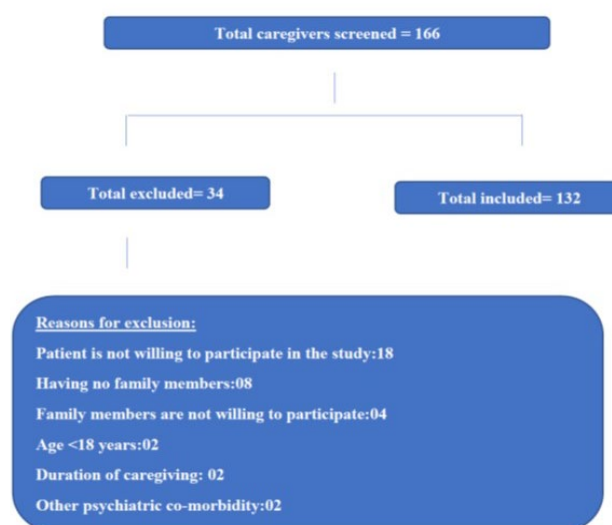 Total caregivers screened = 166
Total excluded= 34
Total included= 132
Reasons for exclusion:
Patient is not willing to participate in the study:18
Having no family members:08
Family members are not willing to participate:04
Age <18 years:02
Duration of caregiving: 02
Other psychiatric co-morbidity:02